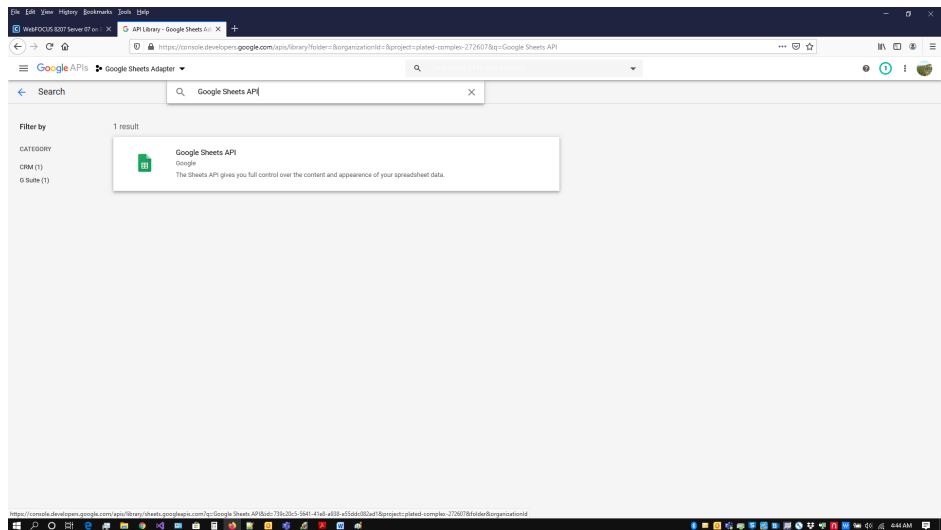 File Edit View History Bookmarks Tools Help
WebFOCUS 8207 Server 07 on
API Library - Google Sheets Ad
https://console.developers.google.com/apis/library?folder=&organizationId=&project=plated-complex-272607&q=Google Sheets API
Google APIs Google Sheets Adapter
1
Search
Google Sheets API
Filter by
1 result
CATEGORY
CRM (1)
G Suite (1)
Google Sheets API
Google
The Sheets API gives you full control over the content and appearence of your spreadsheet data.
4:44 AM